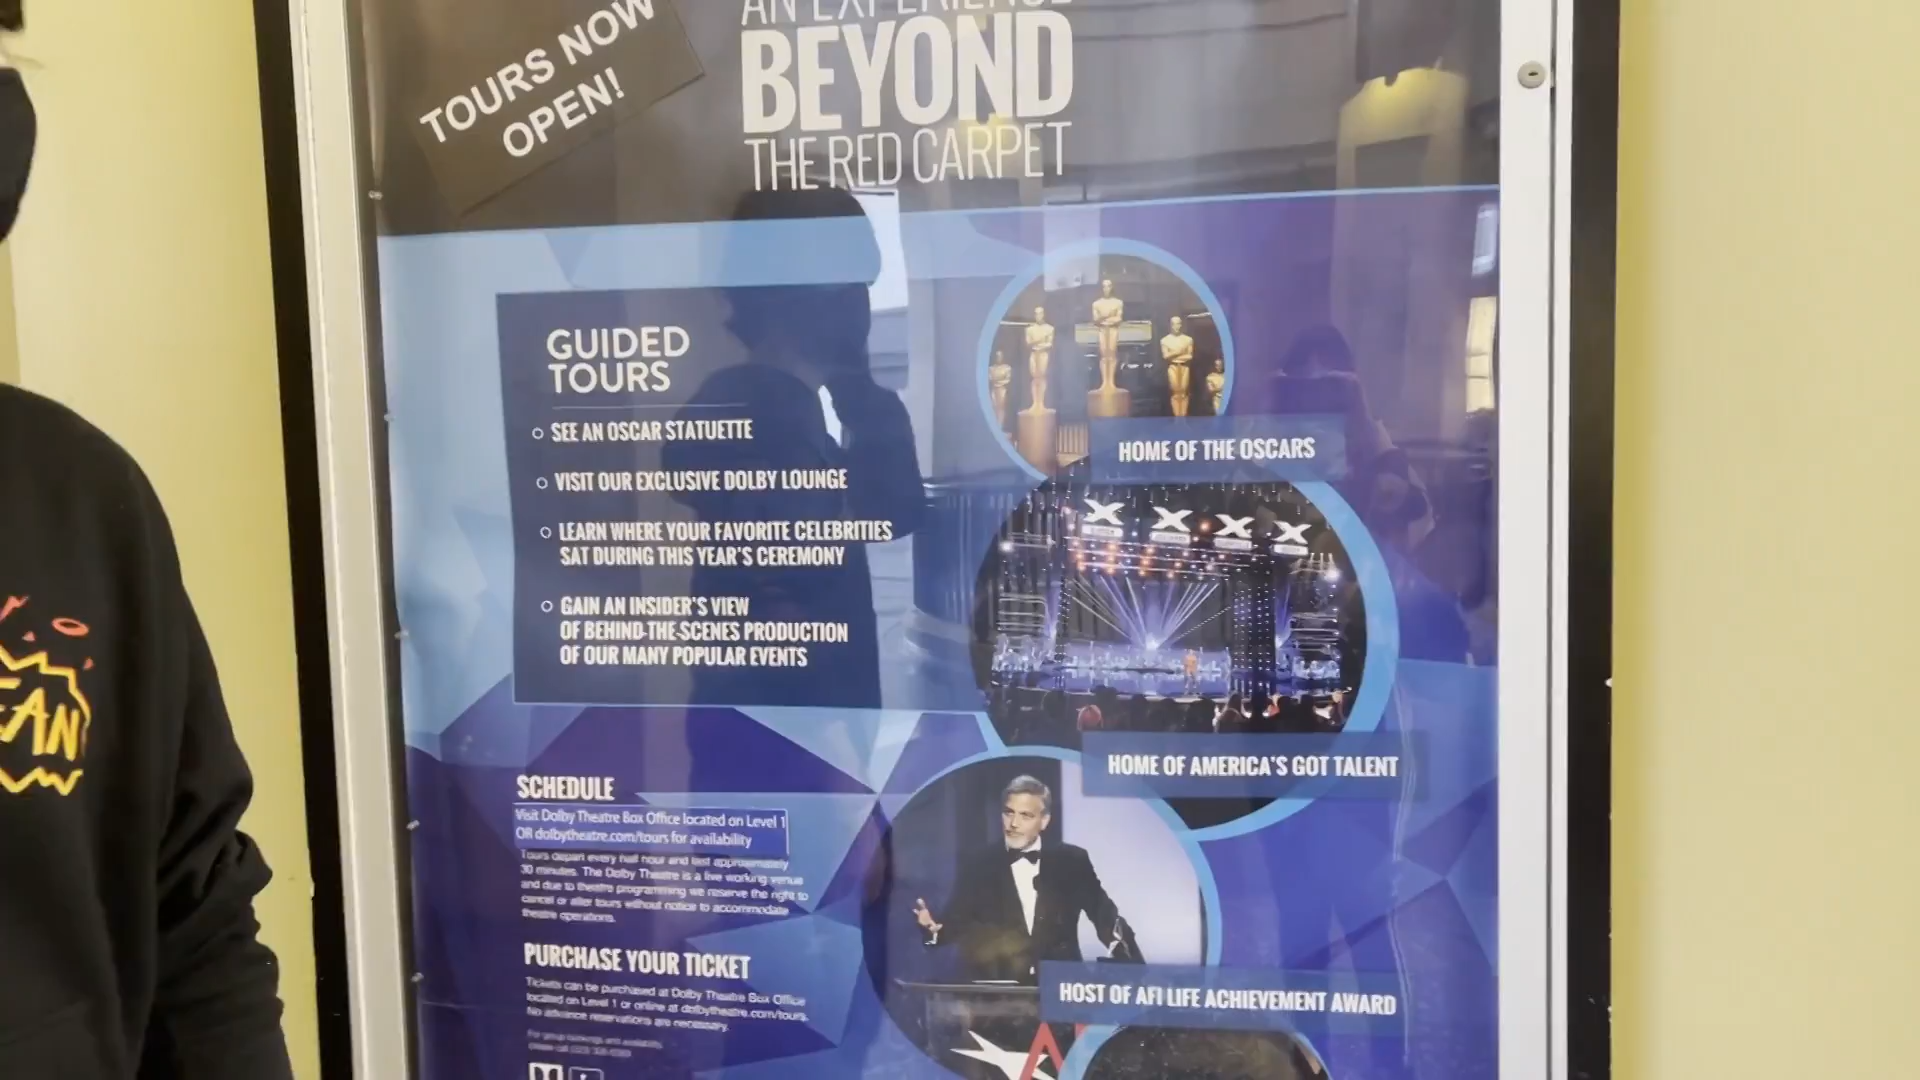 TOURS NOW
OPEN!
AN EXPERIENCE
BEYOND
THE RED CARPET
GUIDED
TOURS
SEE AN OSCAR STATUETTE
VISIT OUR EXCLUSIVE DOLBY LOUNGE
LEARN WHERE YOUR FAVORITE CELEBRITIES
SAT DURING THIS YEAR'S CEREMONY
GAIN AN INSIDER'S VIEW
OF BEHIND-THE-SCENES PRODUCTION
OF OUR MANY POPULAR EVENTS
HOME OF THE OSCARS
HOME OF AMERICA'S GOT TALENT
HOST OF AFI LIFE ACHIEVEMENT AWARD
SCHEDULE
Visit Dolby Theatre Box Office located on Level 1
OR dolbytheatre.com/tours for availability
Tours depart every half hour and last approximately
30 minutes. The Dolby Theatre is a live working venue
and due to theatre programming we reserve the right to
cancel or alter tours without notice to accommodate
theatre operations.
PURCHASE YOUR TICKET
Tickets can be purchased at Dolby Theatre Box Office
located on Level 1 or online at dolbytheatre.com/tours.
No advance reservations are necessary.
EAN